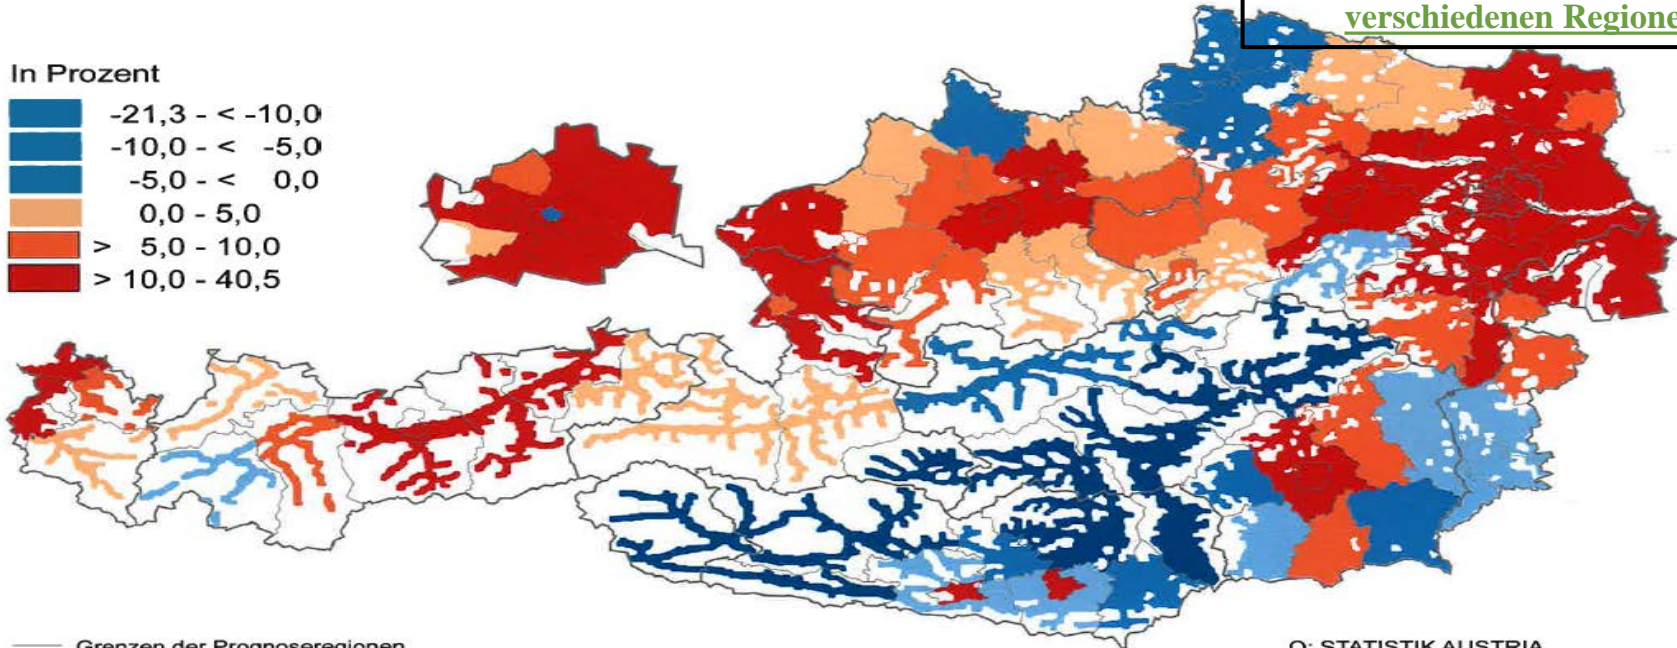 verschiedenen Regione
In Prozent
-21,3 - < -10,0
-10,0 - < -5,0
-5,0 - < 0,0
0,0 - 5,0
> 5,0 - 10,0
> 10,0 - 40,5
Grenzen der Prognoseregionen
Q: STATISTIK AUSTRIA